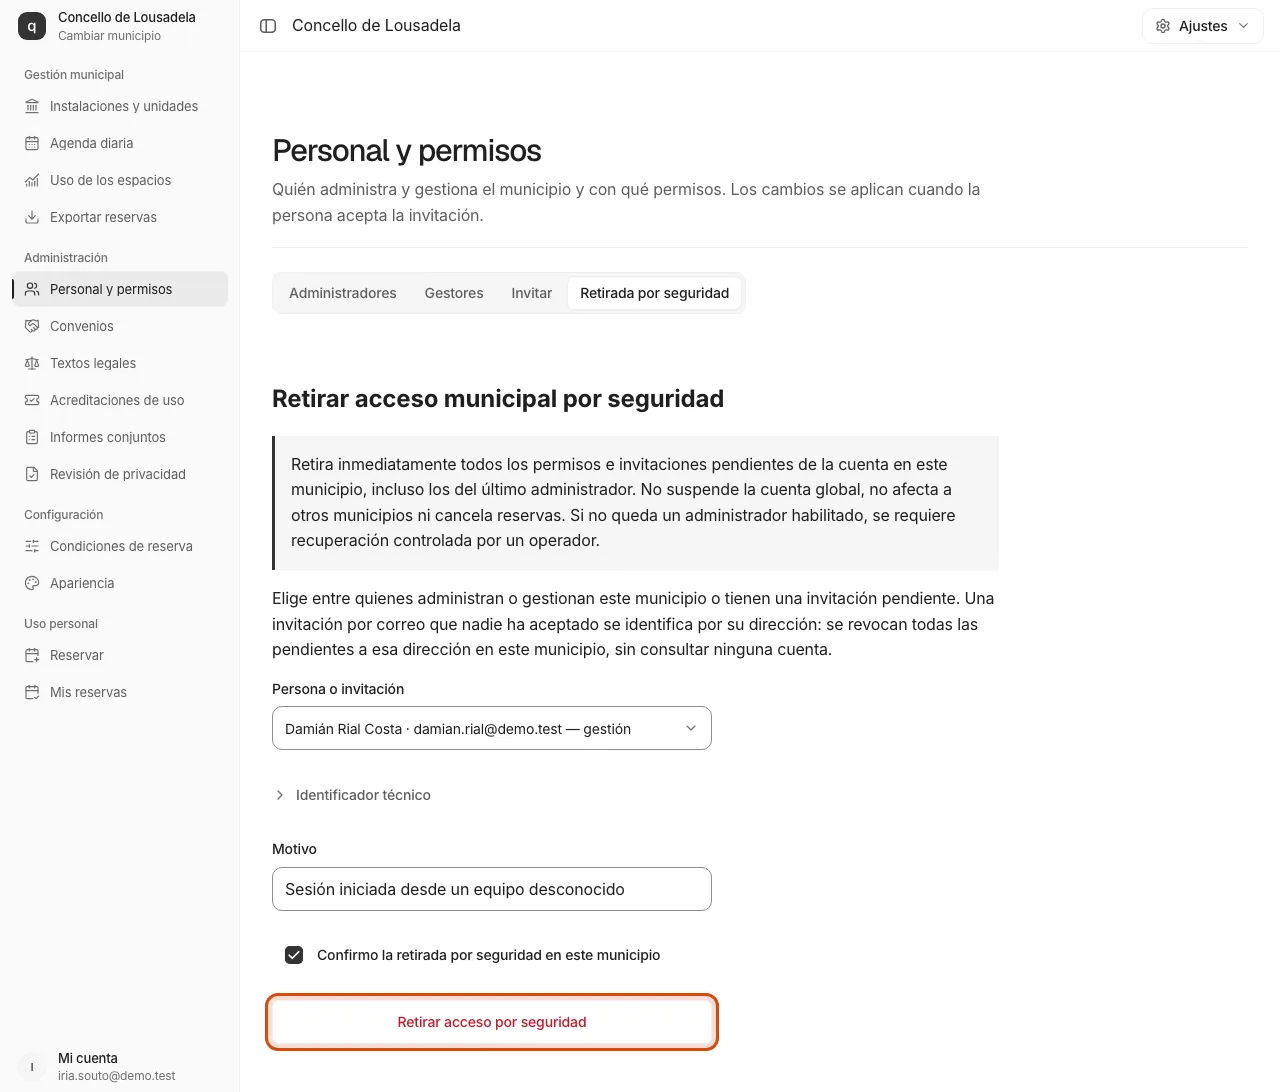 q
Concello de Lousadela
Cambiar municipio
Gestión municipal
Instalaciones y unidades
Agenda diaria
Uso de los espacios
Exportar reservas
Administración
Personal y permisos
Convenios
Textos legales
Acreditaciones de uso
Informes conjuntos
Revisión de privacidad
Configuración
Condiciones de reserva
Apariencia
Uso personal
Reservar
Mis reservas
I
Mi cuenta
iria.souto@demo.test
Concello de Lousadela
Ajustes
Personal y permisos
Quién administra y gestiona el municipio y con qué permisos. Los cambios se aplican cuando la
persona acepta la invitación.
Administradores Gestores Invitar Retirada por seguridad
Retirar acceso municipal por seguridad
Retira inmediatamente todos los permisos e invitaciones pendientes de la cuenta en este
municipio, incluso los del último administrador. No suspende la cuenta global, no afecta a
otros municipios ni cancela reservas. Si no queda un administrador habilitado, se requiere
recuperación controlada por un operador.
Elige entre quienes administran o gestionan este municipio o tienen una invitación pendiente. Una
invitación por correo que nadie ha aceptado se identifica por su dirección: se revocan todas las
pendientes a esa dirección en este municipio, sin consultar ninguna cuenta.
Persona o invitación
Damián Rial Costa · damian.rial@demo.test — gestión
Identificador técnico
Motivo
Sesión iniciada desde un equipo desconocido
Confirmo la retirada por seguridad en este municipio
Retirar acceso por seguridad